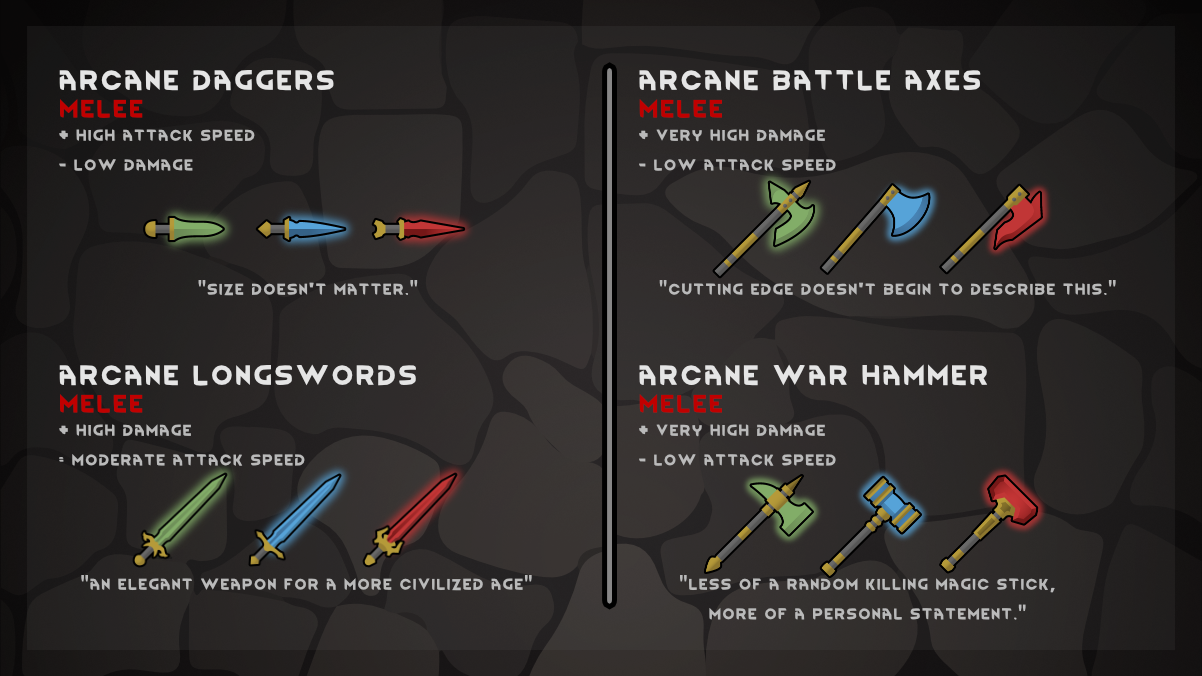 ARCANE DAGGERS
MELEE
+ HIGH ATTACK SPEED
- LOW DAMAGE
"SIZE DOESN'T MATTER."
ARCANE LONGSWORDS
MELEE
+ HIGH DAMAGE
= MODERATE ATTACK SPEED
"AN ELEGANT WEAPON FOR A MORE CIVILIZED AGE"
ARCANE BATTLE AXES
MELEE
+ VERY HIGH DAMAGE
- LOW ATTACK SPEED
"CUTTING EDGE DOESN'T BEGIN TO DESCRIBE THIS."
ARCANE WAR HAMMER
MELEE
+ VERY HIGH DAMAGE
- LOW ATTACK SPEED
"LESS OF A RANDOM KILLING MAGIC STICK,
MORE OF A PERSONAL STATEMENT."